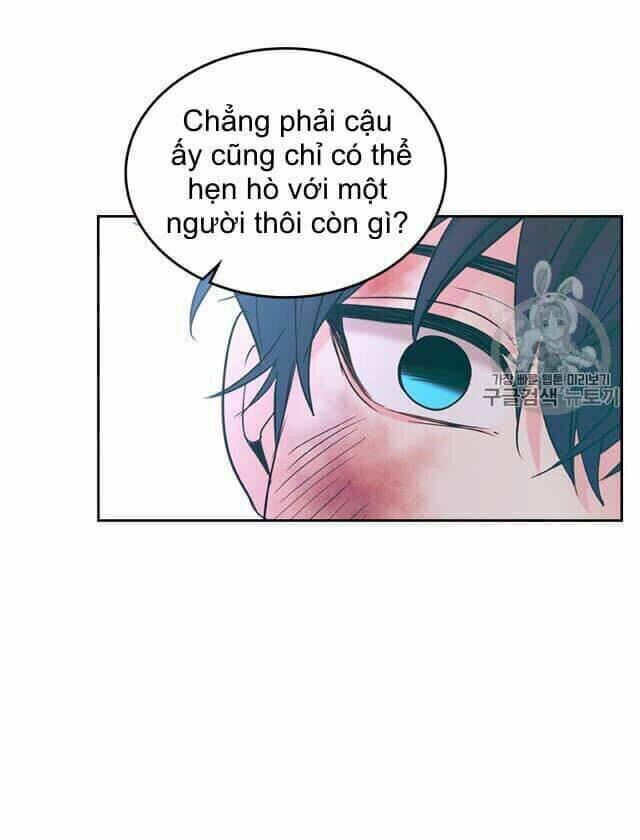 Chẳng phải cậu
ấy cũng chỉ có thể
hẹn hò với một
người thôi còn gì?
가장 빠른 웹툰 미리보기
구글검색 뉴토끼